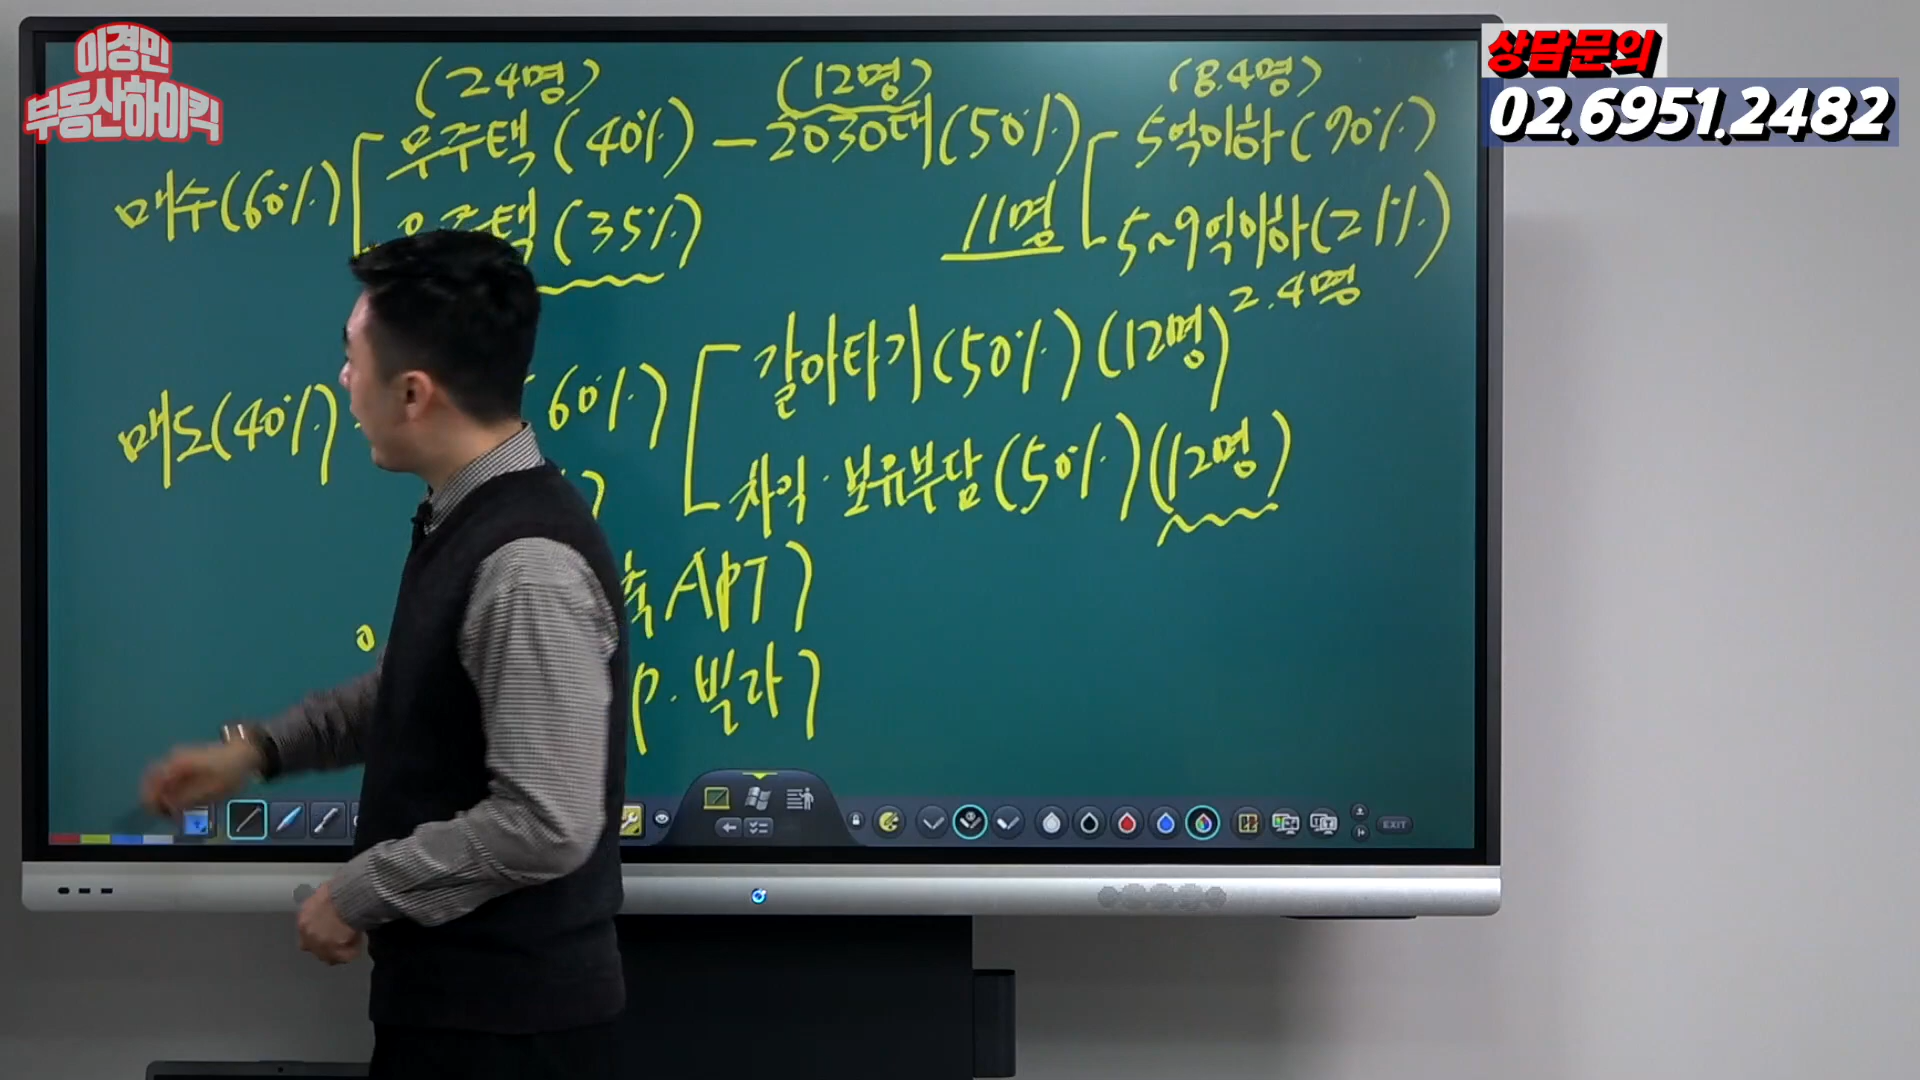 이경민
부동산하이킥
상담문의
02.6951.2482
(24명) (12명) (8.4명)
매수(60%) 무주택(40%) - 2030대(50%) 5억이하(90%)
유주택(35%) 11명 5~9억이하(21%)
2.4명
매도(40%) 60%) 갈아타기(50%)(12명)
차익·보유부담(50%)(12명)
축APT)
P.빌라)
EXIT